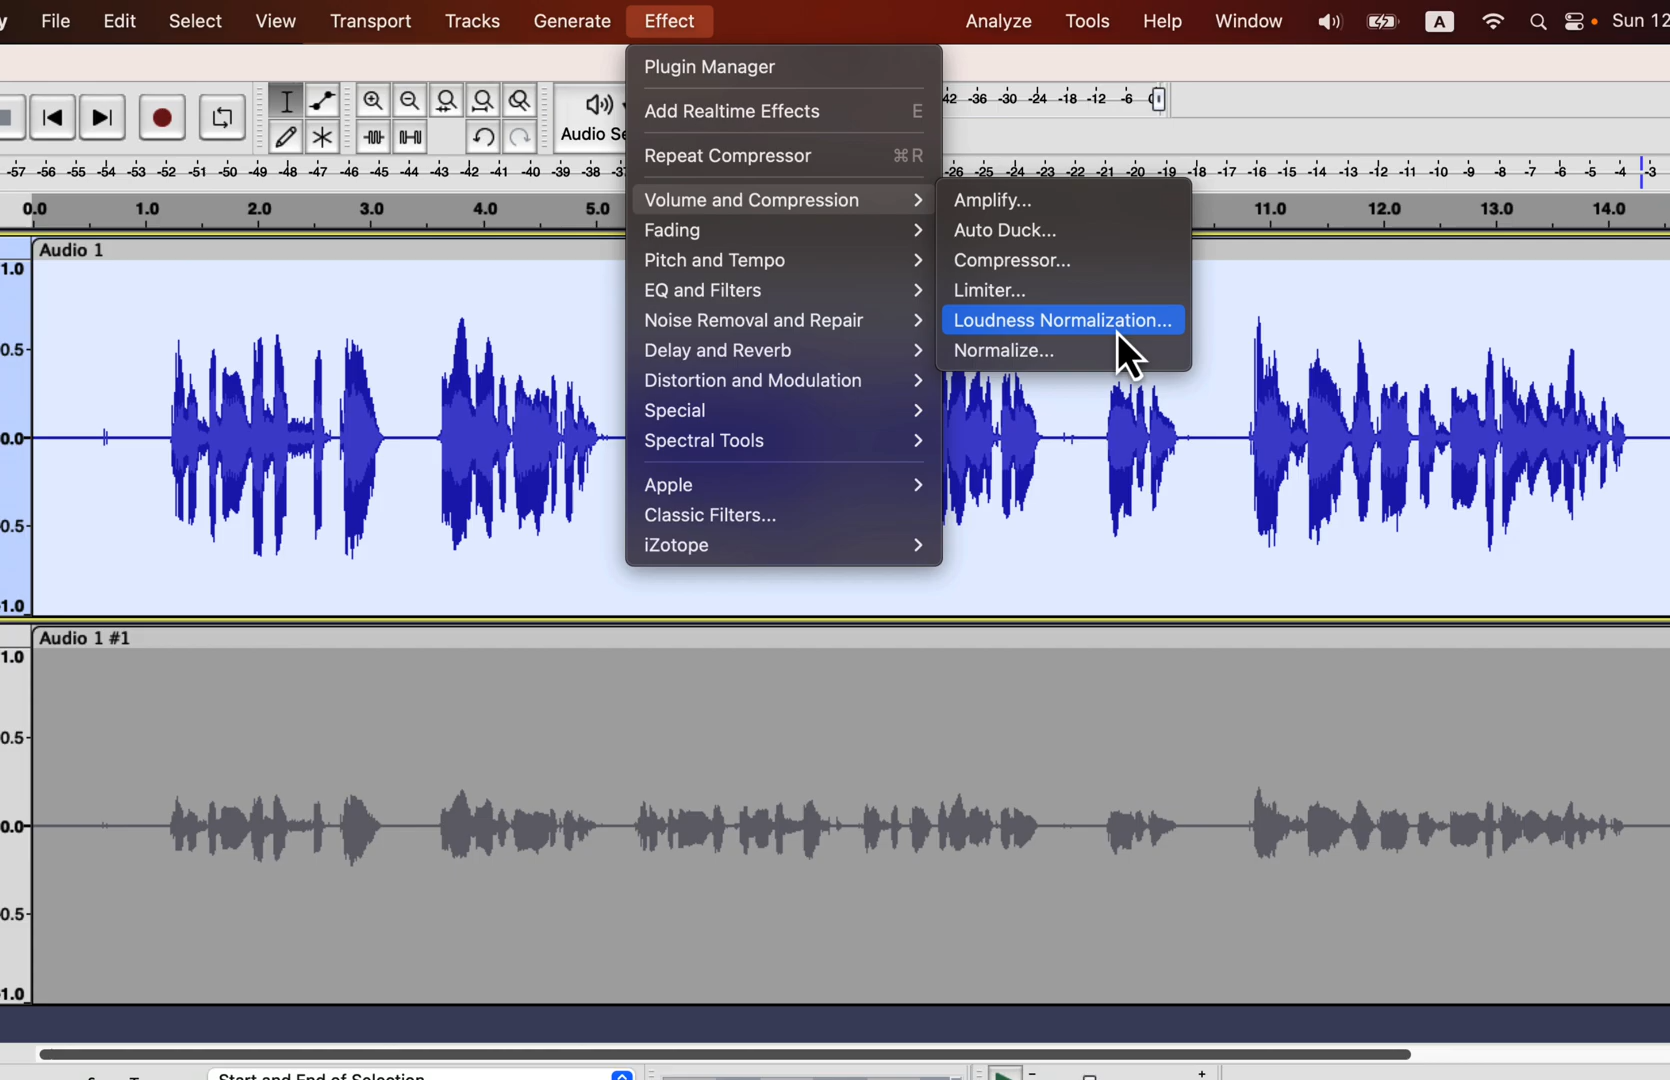 y File Edit Select View Transport Tracks Generate Effect Analyze Tools Help Window A Sun 12
Plugin Manager
Add Realtime Effects E
Repeat Compressor ⌘R
Volume and Compression
Fading
Pitch and Tempo
EQ and Filters
Noise Removal and Repair
Delay and Reverb
Distortion and Modulation
Special
Spectral Tools
Apple
Classic Filters...
iZotope
Amplify...
Auto Duck...
Compressor...
Limiter...
Loudness Normalization...
Normalize...
Audio Se
42 -36 -30 -24 -18 -12 -6
-57 -56 -55 -54 -53 -52 -51 -50 -49 -48 -47 -46 -45 -44 -43 -42 -41 -40 -39 -38 -37
-26 -25 -24 -23 -22 -21 -20 -19 -18 -17 -16 -15 -14 -13 -12 -11 -10 -9 -8 -7 -6 -5 -4 -3
0.0 1.0 2.0 3.0 4.0 5.0 11.0 12.0 13.0 14.0
Audio 1
1.0
0.5
0.0
0.5
1.0
Audio 1 #1
1.0
0.5
0.0
0.5
1.0
Start and End of Selection